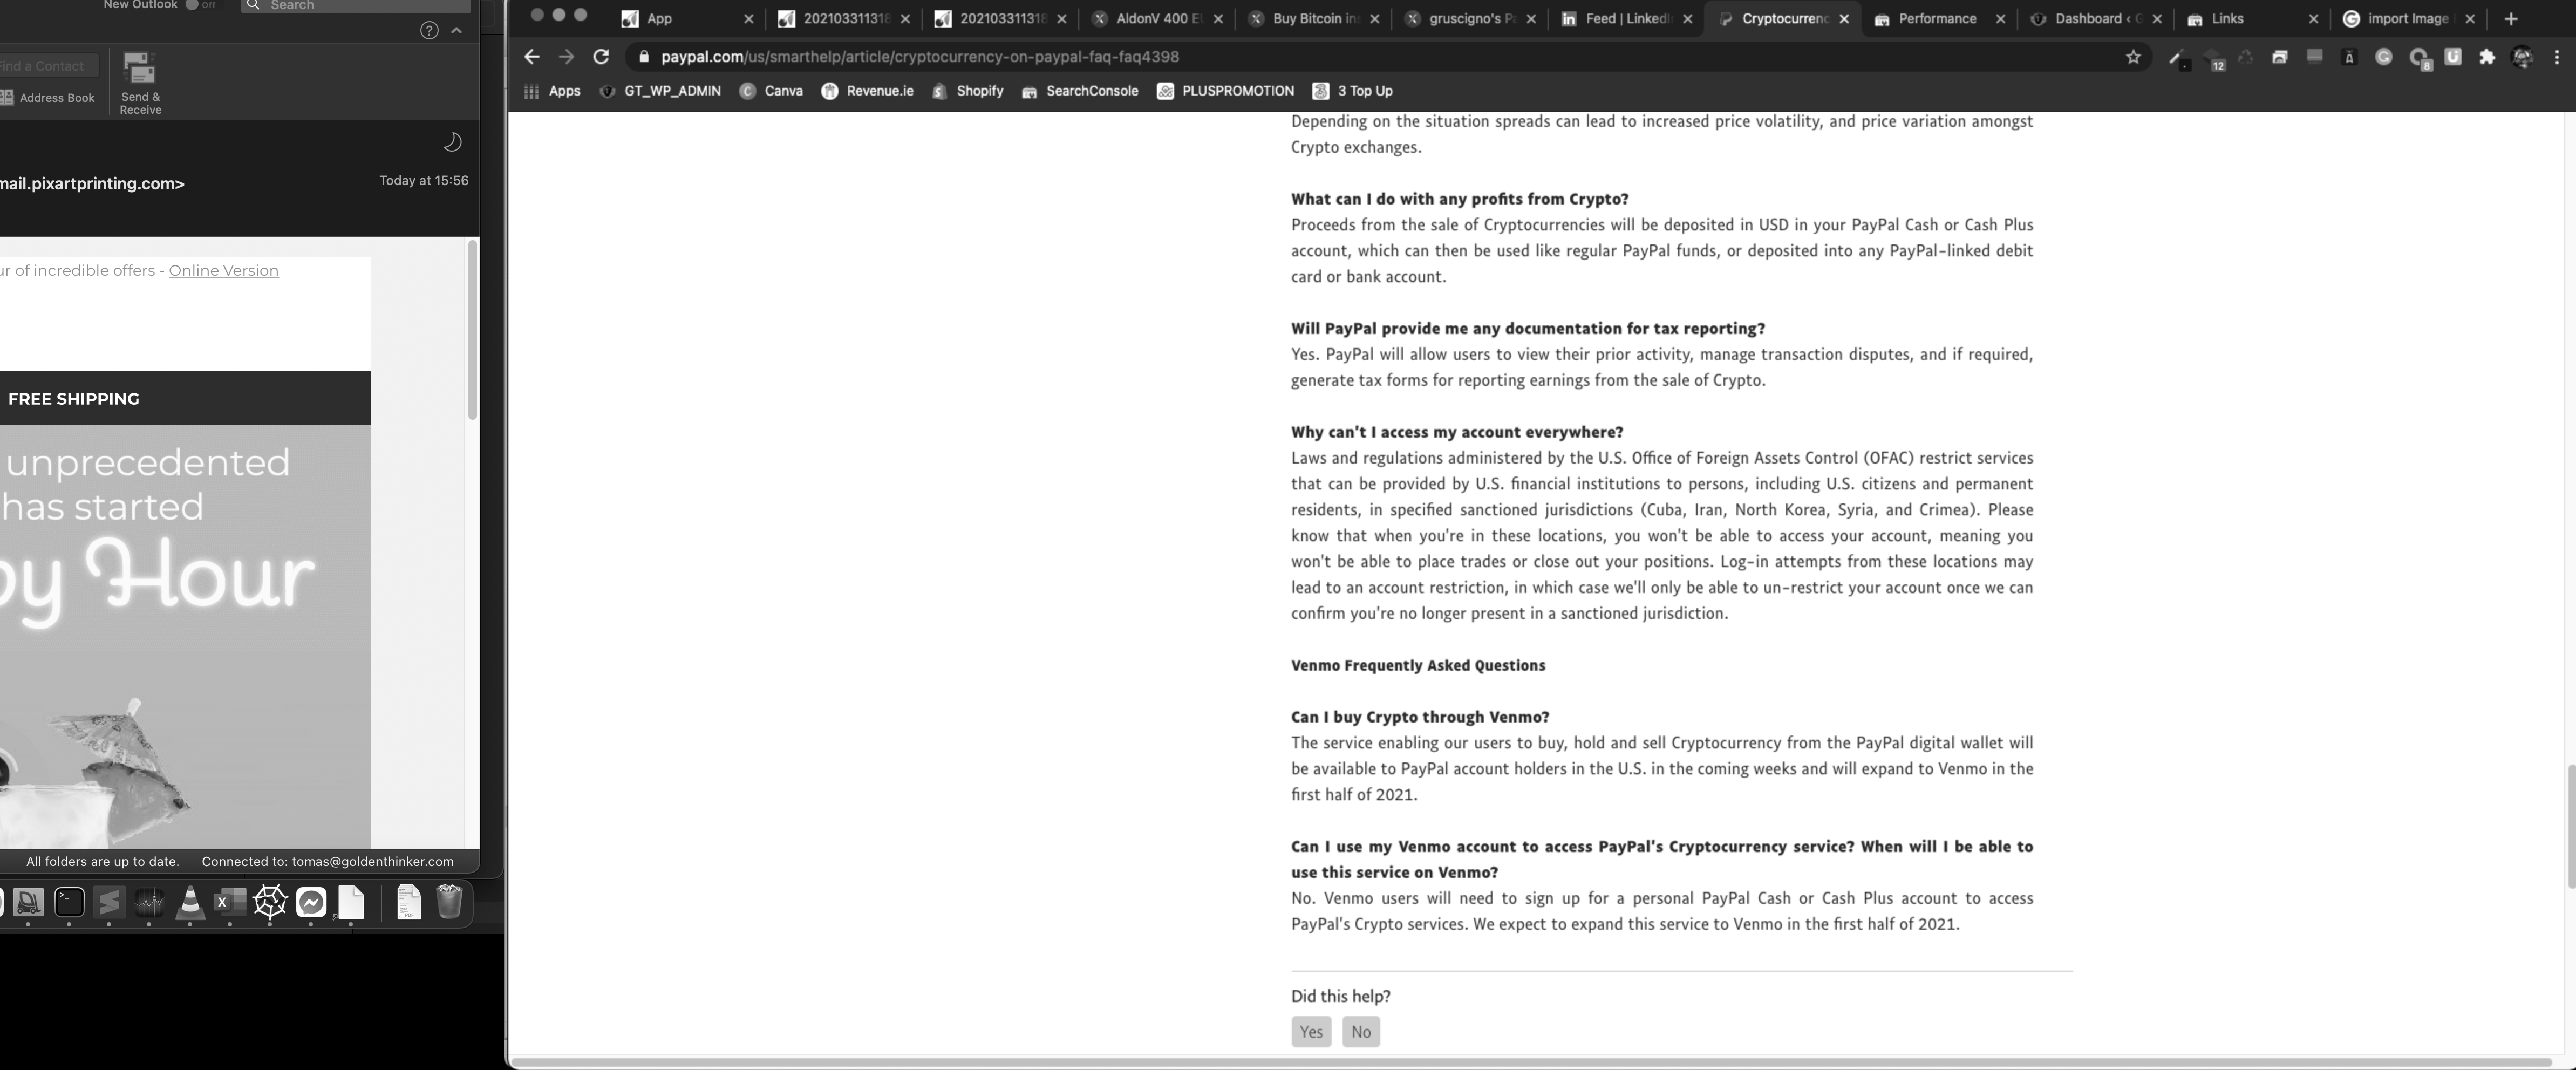 New Outlook
Off
Search
Find a Contact
Address Book
Send &
Receive
mail.pixartprinting.com>
Today at 15:56
of incredible offers - Online Version
FREE SHIPPING
unprecedented
has started
Hour
All folders are up to date.
Connected to: tomas@goldenthinker.com
PDF
App
202103311318
202103311318
AldonV 400 E
Buy Bitcoin in
gruscigno's P
Feed | LinkedI
Cryptocurrenc
Performance
Dashboard ‹ G
Links
import Image
paypal.com/us/smarthelp/article/cryptocurrency-on-paypal-faq-faq4398
12
8
Apps
GT_WP_ADMIN
Canva
Revenue.ie
Shopify
SearchConsole
PLUSPROMOTION
3 Top Up
Depending on the situation spreads can lead to increased price volatility, and price variation amongst
Crypto exchanges.
What can I do with any profits from Crypto?
Proceeds from the sale of Cryptocurrencies will be deposited in USD in your PayPal Cash or Cash Plus
account, which can then be used like regular PayPal funds, or deposited into any PayPal-linked debit
card or bank account.
Will PayPal provide me any documentation for tax reporting?
Yes. PayPal will allow users to view their prior activity, manage transaction disputes, and if required,
generate tax forms for reporting earnings from the sale of Crypto.
Why can't I access my account everywhere?
Laws and regulations administered by the U.S. Office of Foreign Assets Control (OFAC) restrict services
that can be provided by U.S. financial institutions to persons, including U.S. citizens and permanent
residents, in specified sanctioned jurisdictions (Cuba, Iran, North Korea, Syria, and Crimea). Please
know that when you're in these locations, you won't be able to access your account, meaning you
won't be able to place trades or close out your positions. Log-in attempts from these locations may
lead to an account restriction, in which case we'll only be able to un-restrict your account once we can
confirm you're no longer present in a sanctioned jurisdiction.
Venmo Frequently Asked Questions
Can I buy Crypto through Venmo?
The service enabling our users to buy, hold and sell Cryptocurrency from the PayPal digital wallet will
be available to PayPal account holders in the U.S. in the coming weeks and will expand to Venmo in the
first half of 2021.
Can I use my Venmo account to access PayPal's Cryptocurrency service? When will I be able to
use this service on Venmo?
No. Venmo users will need to sign up for a personal PayPal Cash or Cash Plus account to access
PayPal's Crypto services. We expect to expand this service to Venmo in the first half of 2021.
Did this help?
Yes
No